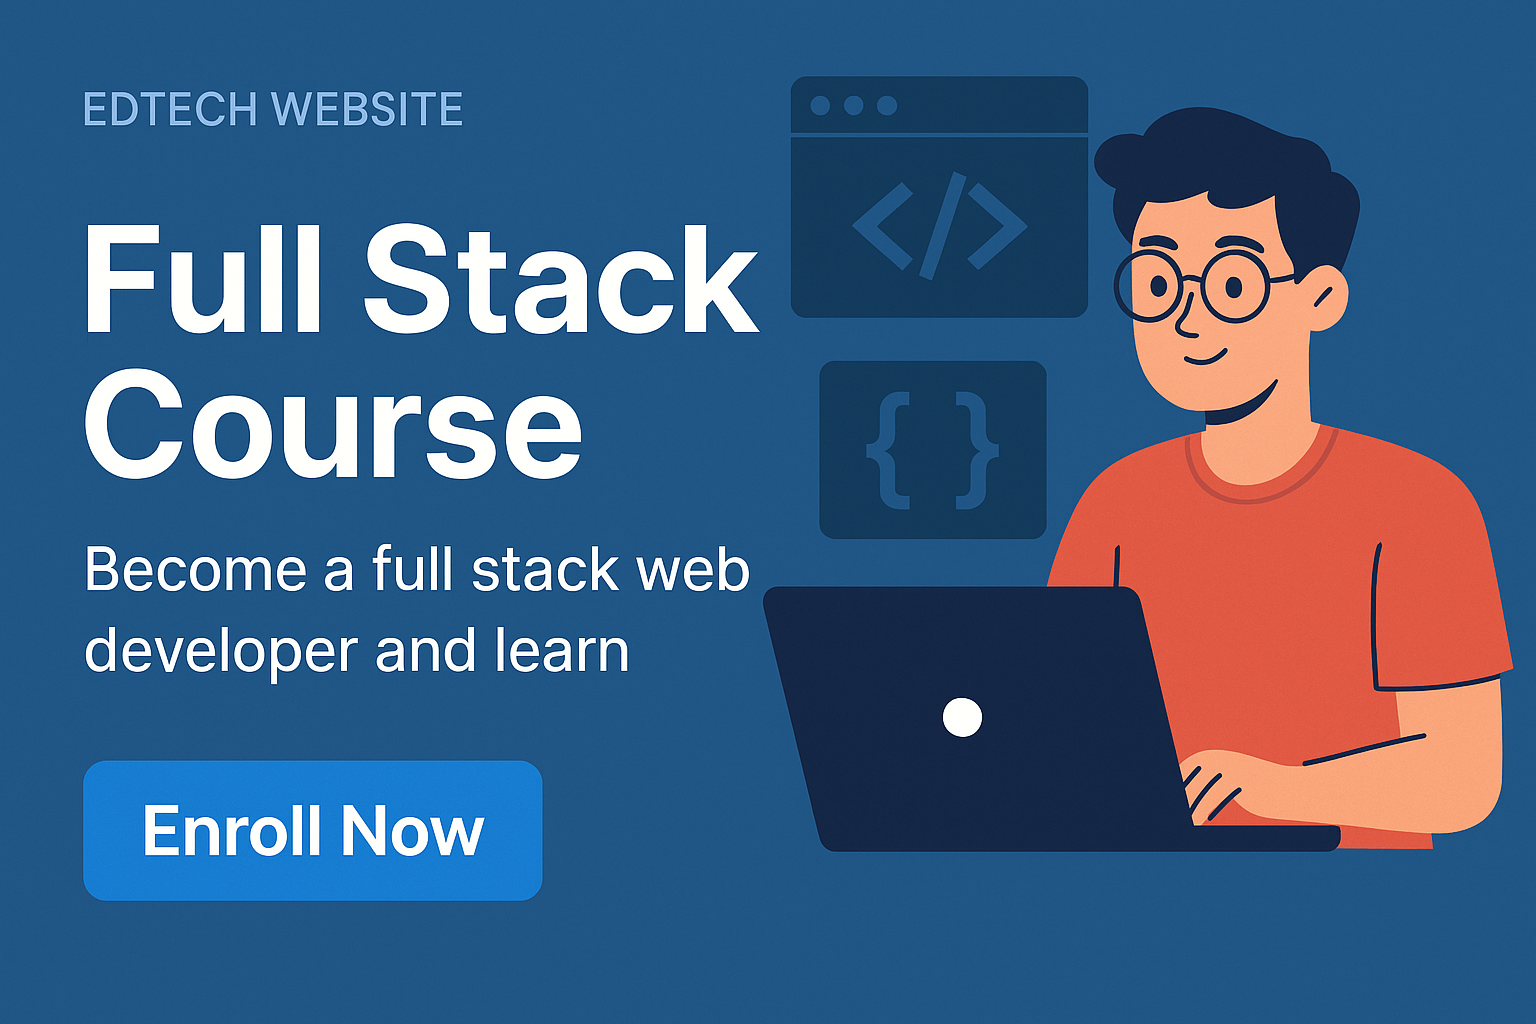 EDTECH WEBSITE
Full Stack
Course
Become a full stack web
developer and learn
Enroll Now
</>
{ }